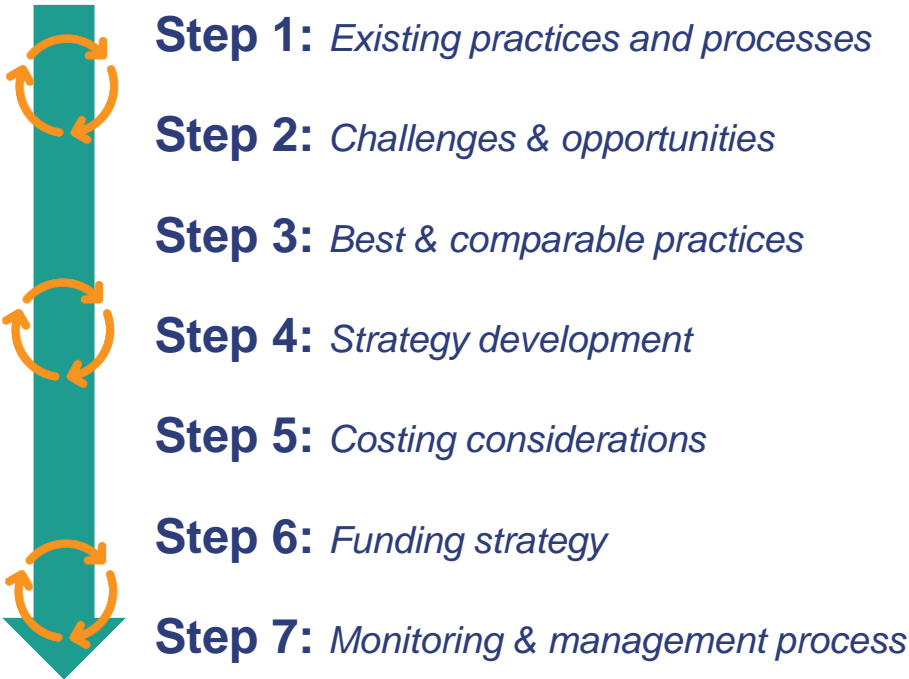 Step 1: Existing practices and processes
Step 2: Challenges & opportunities
Step 3: Best & comparable practices
Step 4: Strategy development
Step 5: Costing considerations
Step 6: Funding strategy
Step 7: Monitoring & management process